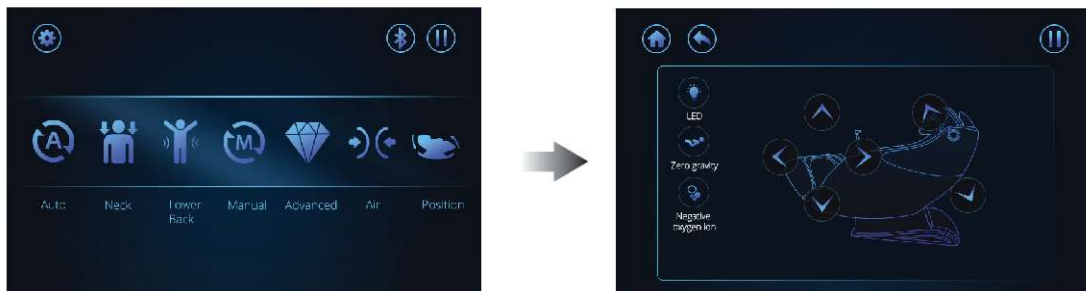 A
M
Auto
Neck
Lower
Back
Manual
Advanced
Air
Position
LED
Zero gravity
Negative
oxygen ion